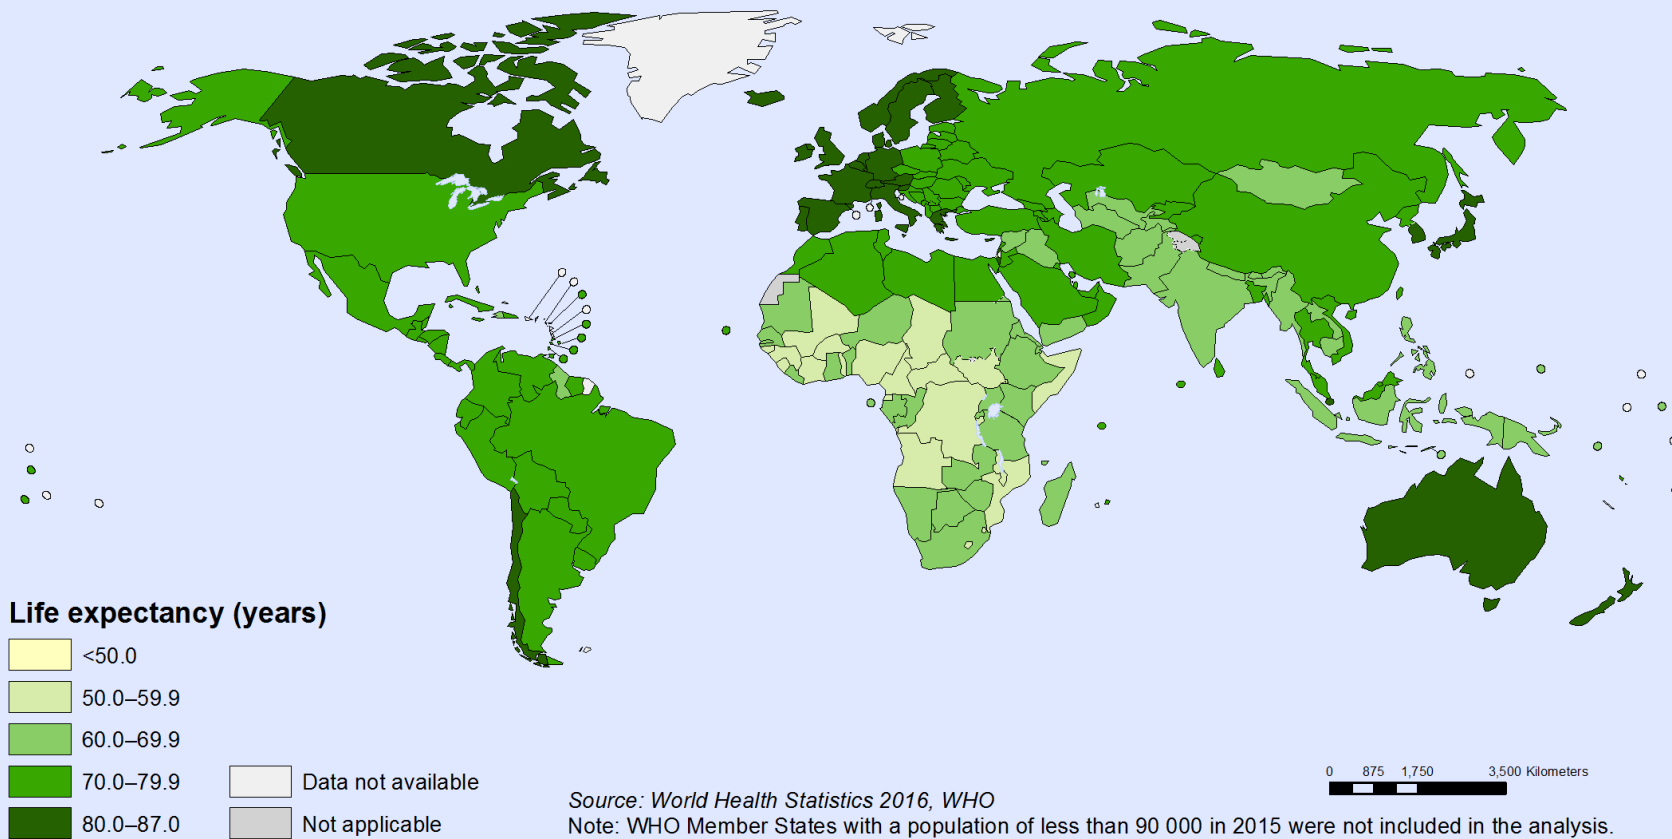 Life expectancy (years)
<50.0
50.0–59.9
60.0–69.9
70.0–79.9
80.0–87.0
Data not available
Not applicable
0 875 1,750 3,500 Kilometers
Source: World Health Statistics 2016, WHO
Note: WHO Member States with a population of less than 90 000 in 2015 were not included in the analysis.